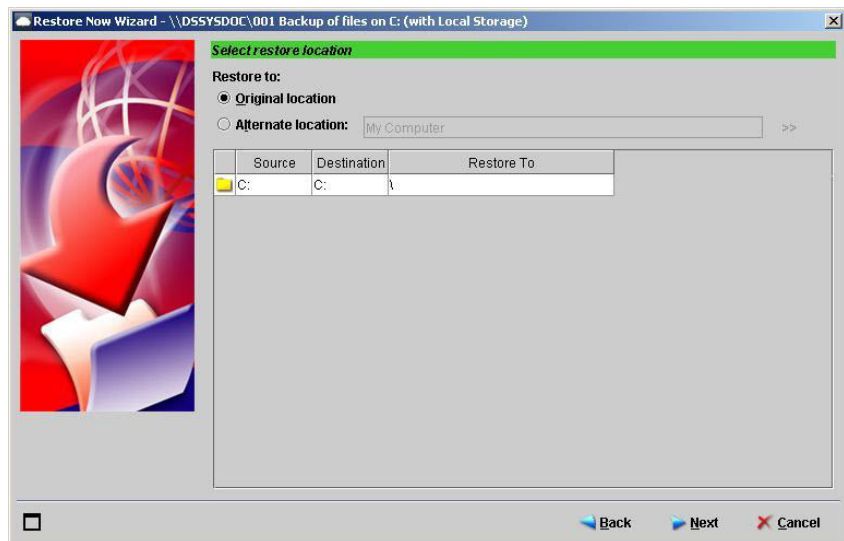 Restore Now Wizard - \\DSSYSDOC\001 Backup of files on C: (with Local Storage)
Select restore location
Restore to:
Original location
Alternate location: My Computer >>
Source Destination Restore To
C: C: \
Back Next Cancel